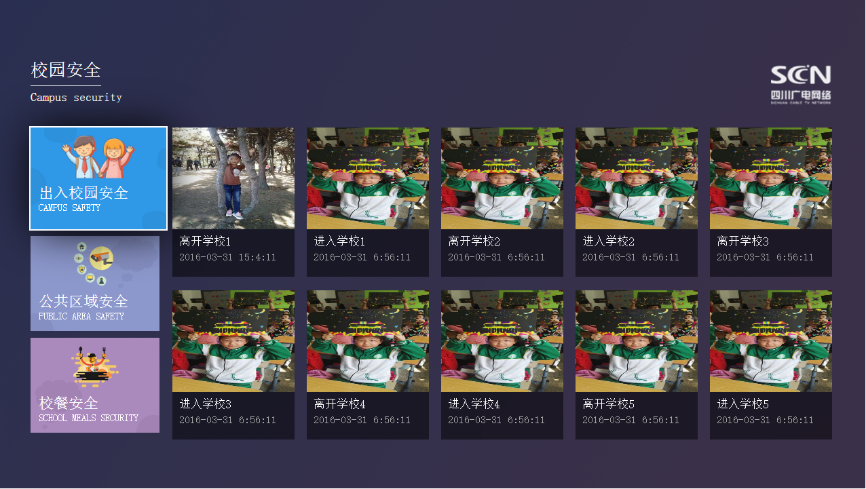 校园安全
Campus security
SCN
四川广电网络
SICHUAN CABLE TV NETWORK
出入校园安全
CAMPUS SAFETY
公共区域安全
PUBLIC AREA SAFETY
校餐安全
SCHOOL MEALS SECURITY
离开学校1
2016-03-31 15:4:11
进入学校1
2016-03-31 6:56:11
离开学校2
2016-03-31 6:56:11
进入学校2
2016-03-31 6:56:11
离开学校3
2016-03-31 6:56:11
进入学校3
2016-03-31 6:56:11
离开学校4
2016-03-31 6:56:11
进入学校4
2016-03-31 6:56:11
离开学校5
2016-03-31 6:56:11
进入学校5
2016-03-31 6:56:11